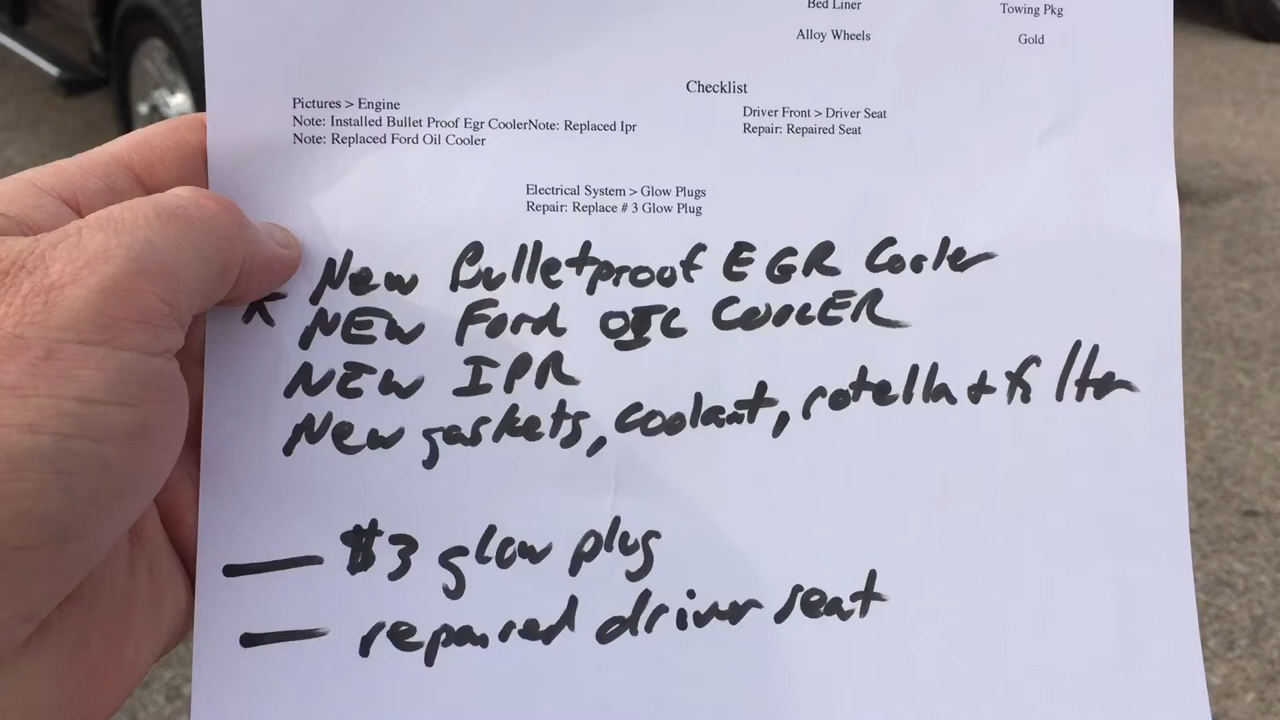 Bed Liner
Towing Pkg
Alloy Wheels
Gold
Checklist
Pictures > Engine
Note: Installed Bullet Proof Egr CoolerNote: Replaced Ipr
Note: Replaced Ford Oil Cooler
Driver Front > Driver Seat
Repair: Repaired Seat
Electrical System > Glow Plugs
Repair: Replace # 3 Glow Plug
New Bulletproof EGR Cooler
NEW Ford OIL COOLER
NEW IPR
New gaskets, coolant, rotella + filter
— #3 glow plug
— repaired driver seat